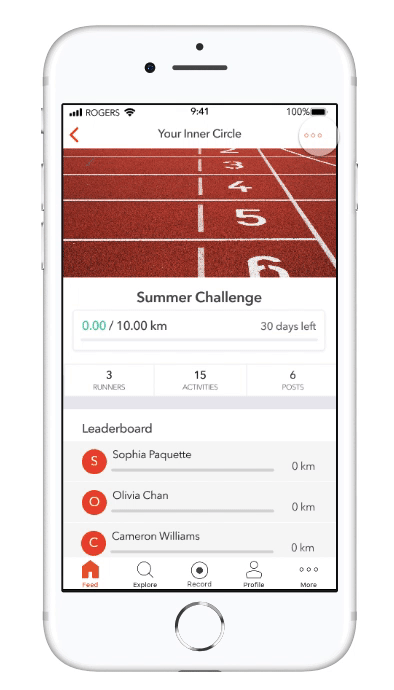 ROGERS 9:41 100%
Your Inner Circle
2
3
4
5
6
Summer Challenge
0.00 / 10.00 km 30 days left
3 15 6
RUNNERS ACTIVITIES POSTS
Leaderboard
S Sophia Paquette 0 km
O Olivia Chan 0 km
C Cameron Williams 0 km
Feed Explore Record Profile More